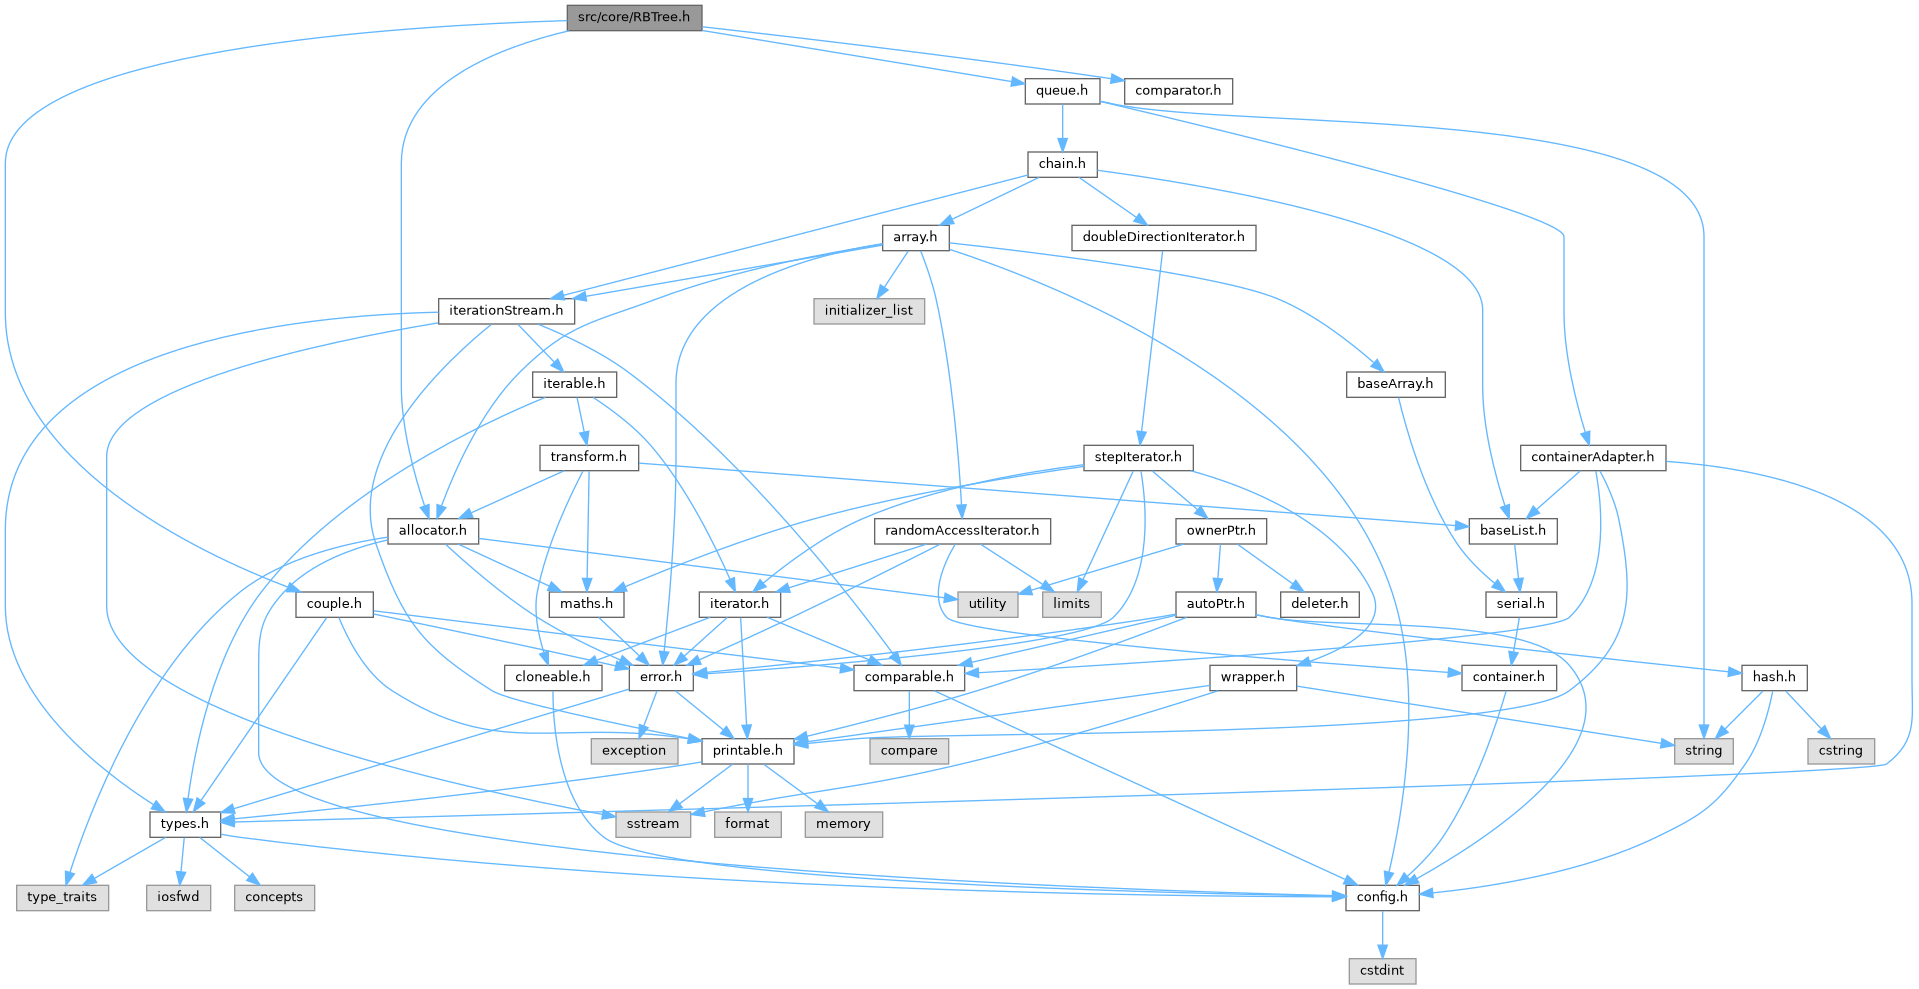 src/core/RBTree.h
queue.h
comparator.h
chain.h
array.h
doubleDirectionIterator.h
iterationStream.h
initializer_list
iterable.h
baseArray.h
transform.h
stepIterator.h
containerAdapter.h
allocator.h
randomAccessIterator.h
ownerPtr.h
baseList.h
couple.h
maths.h
iterator.h
utility
limits
autoPtr.h
deleter.h
serial.h
cloneable.h
error.h
comparable.h
wrapper.h
container.h
hash.h
exception
printable.h
compare
string
cstring
types.h
sstream
format
memory
type_traits
iosfwd
concepts
config.h
cstdint